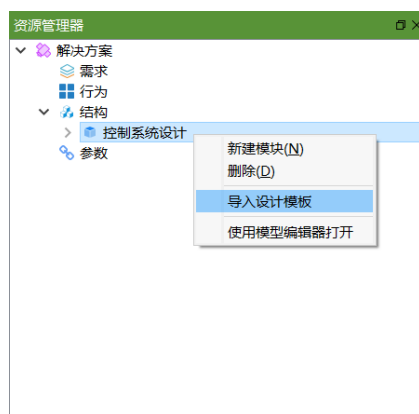 资源管理器
解决方案
需求
行为
结构
控制系统设计
参数
新建模块(N)
删除(D)
导入设计模板
使用模型编辑器打开